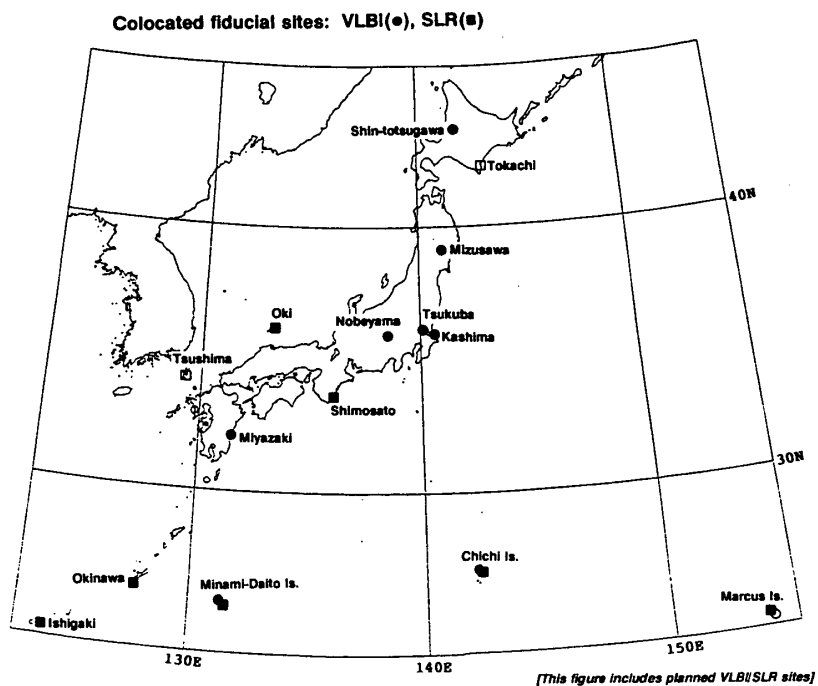 Colocated fiducial sites: VLBI(●), SLR(■)
Shin-totsugawa
Tokachi
40N
Mizusawa
Oki
Nobeyama
Tsukuba
Kashima
Tsushima
Shimosato
Miyazaki
30N
Okinawa
Minami-Daito Is.
Chichi Is.
Marcus Is.
Ishigaki
130E
140E
150E
[This figure includes planned VLBI/SLR sites]